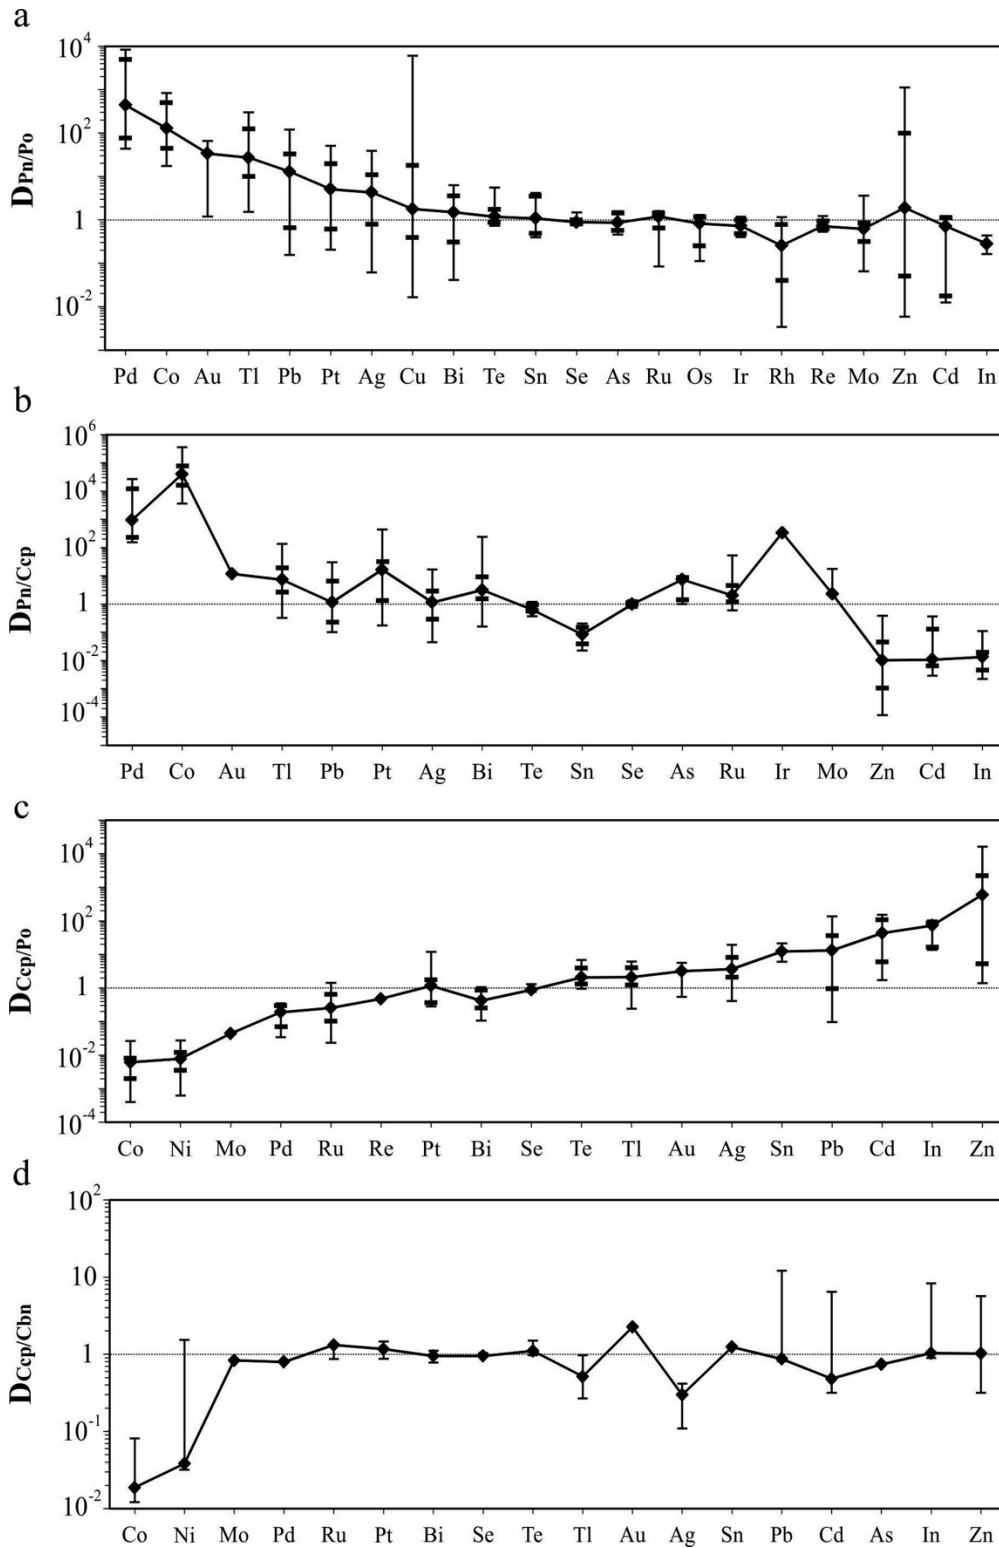 a
D Pn/Po
10^4
10^2
1
10^-2
Pd Co Au Tl Pb Pt Ag Cu Bi Te Sn Se As Ru Os Ir Rh Re Mo Zn Cd In
b
D Pn/Ccp
10^6
10^4
10^2
1
10^-2
10^-4
Pd Co Au Tl Pb Pt Ag Bi Te Sn Se As Ru Ir Mo Zn Cd In
c
D Ccp/Po
10^4
10^2
1
10^-2
10^-4
Co Ni Mo Pd Ru Re Pt Bi Se Te Tl Au Ag Sn Pb Cd In Zn
d
D Ccp/Cbn
10^2
10
1
10^-1
10^-2
Co Ni Mo Pd Ru Pt Bi Se Te Tl Au Ag Sn Pb Cd As In Zn